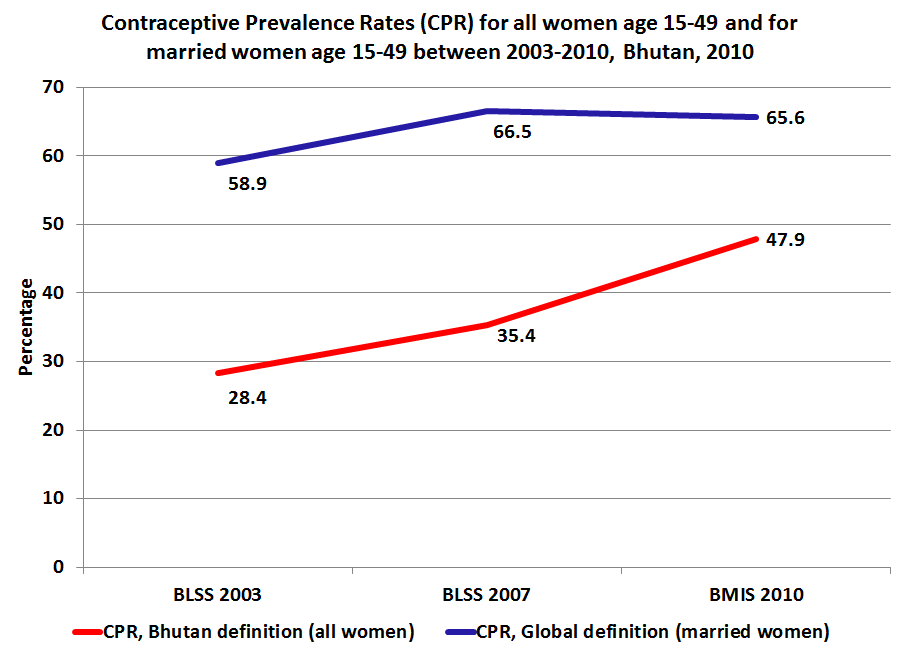 Contraceptive Prevalence Rates (CPR) for all women age 15-49 and for
married women age 15-49 between 2003-2010, Bhutan, 2010
Percentage
70
60
50
40
30
20
10
0
58.9
66.5
65.6
28.4
35.4
47.9
BLSS 2003
BLSS 2007
BMIS 2010
CPR, Bhutan definition (all women)
CPR, Global definition (married women)